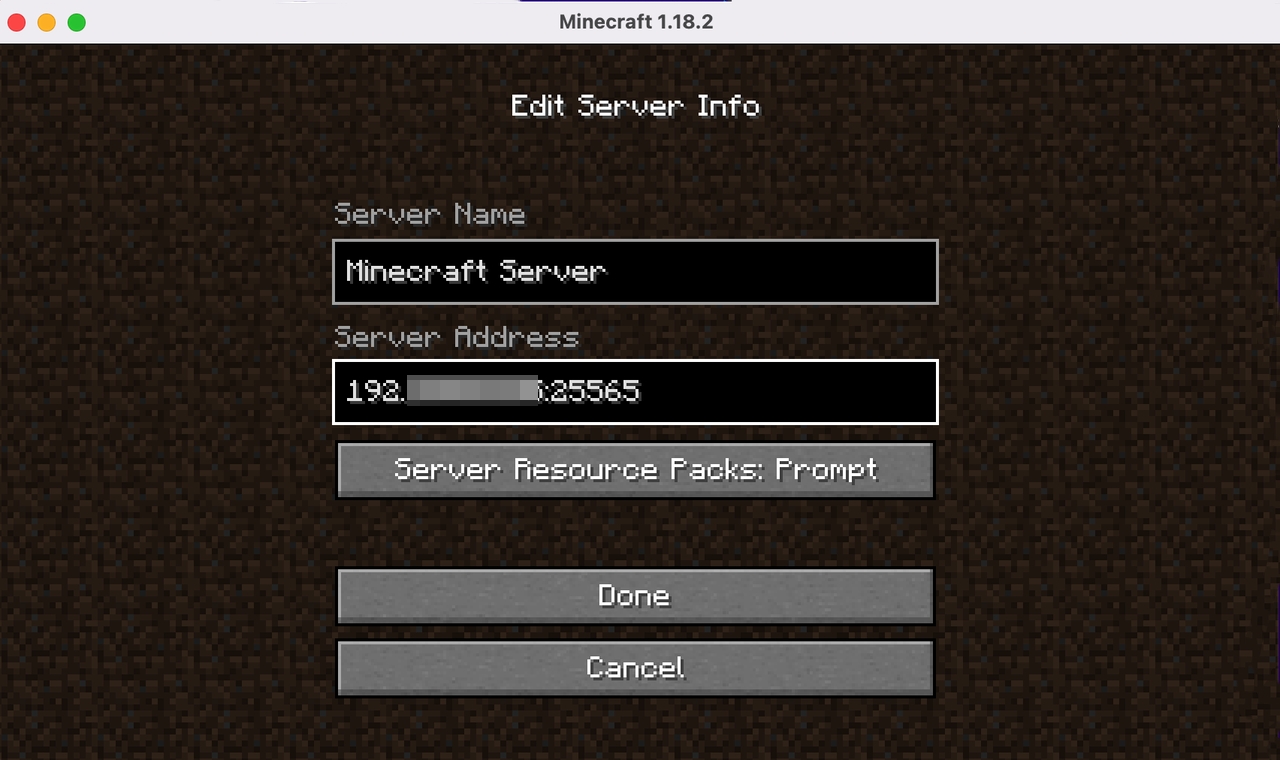 Minecraft 1.18.2
Edit Server Info
Server Name
Minecraft Server
Server Address
192. :25565
Server Resource Packs: Prompt
Done
Cancel